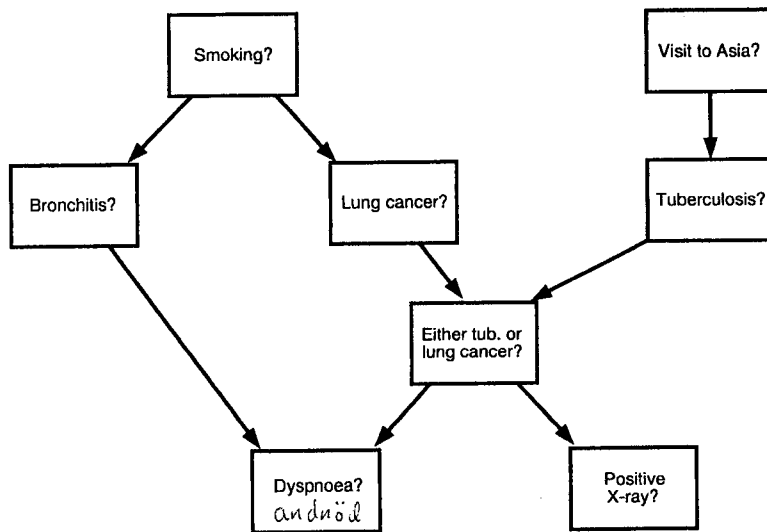 Smoking?
Visit to Asia?
Bronchitis?
Lung cancer?
Tuberculosis?
Either tub. or
lung cancer?
Dyspnoea?
andnöd
Positive
X-ray?